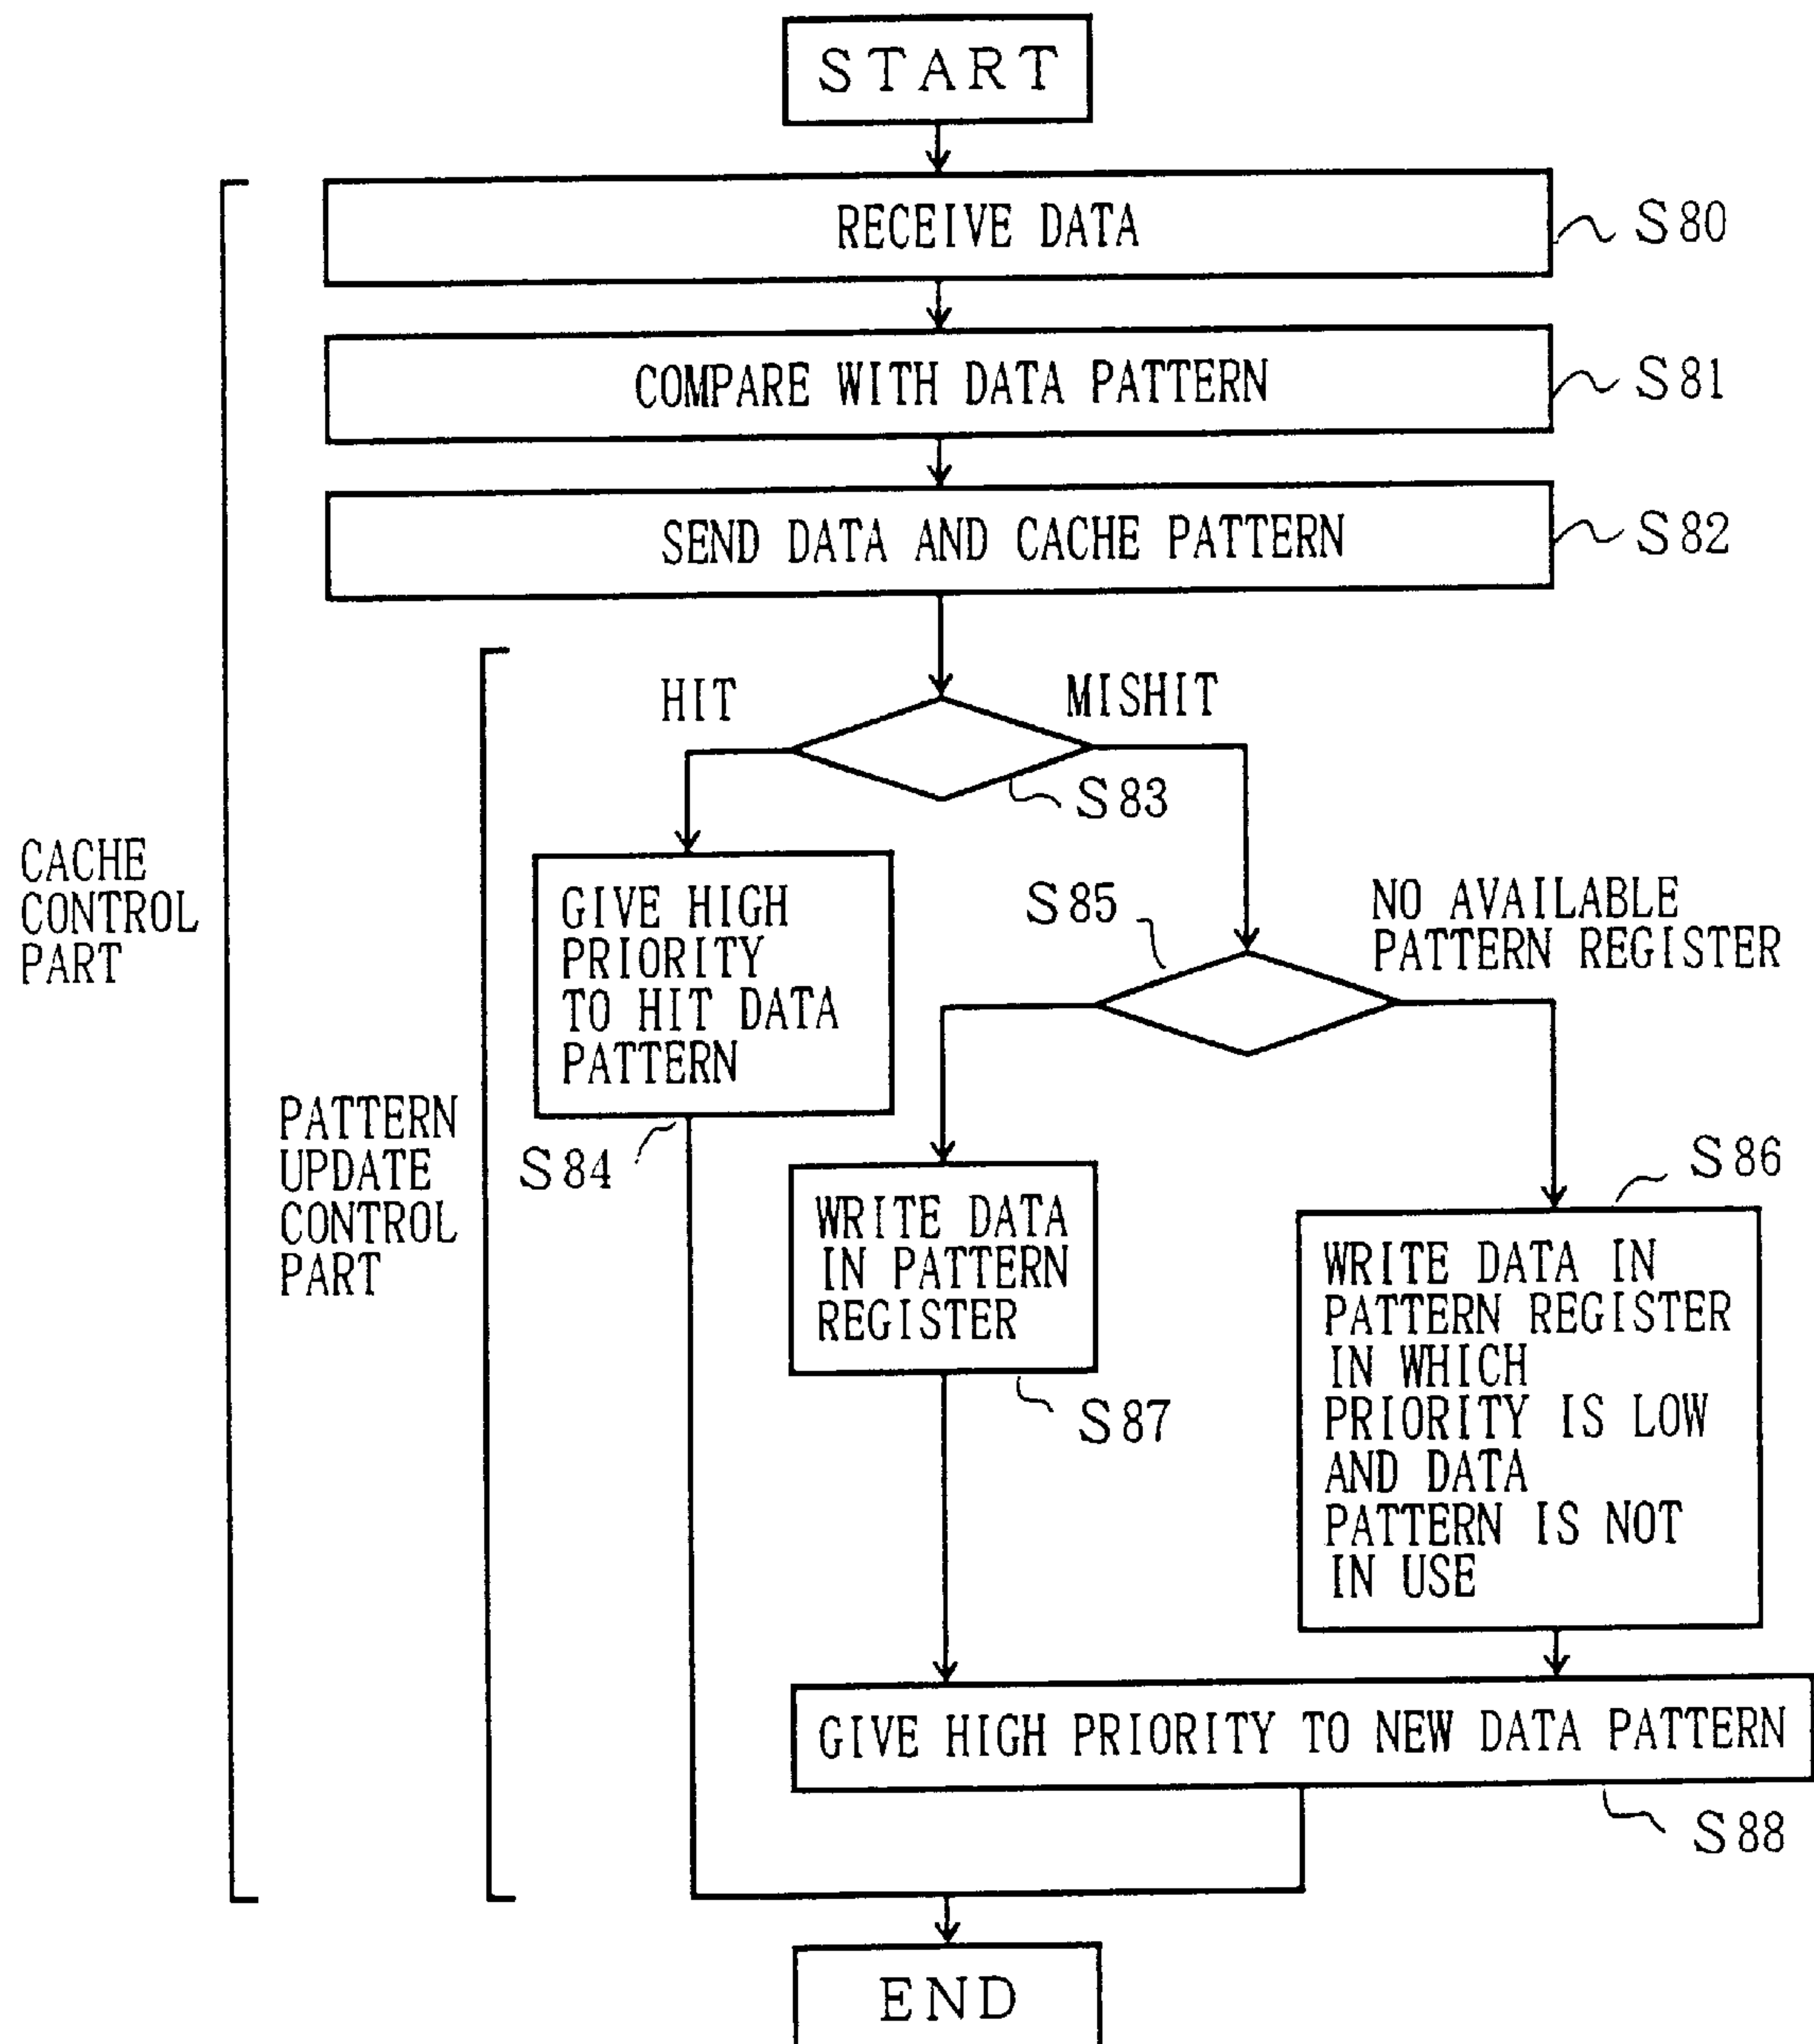 START
RECEIVE DATA
S80
COMPARE WITH DATA PATTERN
S81
SEND DATA AND CACHE PATTERN
S82
HIT
MISHIT
S83
CACHE
CONTROL
PART
PATTERN
UPDATE
CONTROL
PART
GIVE HIGH
PRIORITY
TO HIT DATA
PATTERN
S84
S85
NO AVAILABLE
PATTERN REGISTER
WRITE DATA
IN PATTERN
REGISTER
S87
S86
WRITE DATA IN
PATTERN REGISTER
IN WHICH
PRIORITY IS LOW
AND DATA
PATTERN IS NOT
IN USE
GIVE HIGH PRIORITY TO NEW DATA PATTERN
S88
END